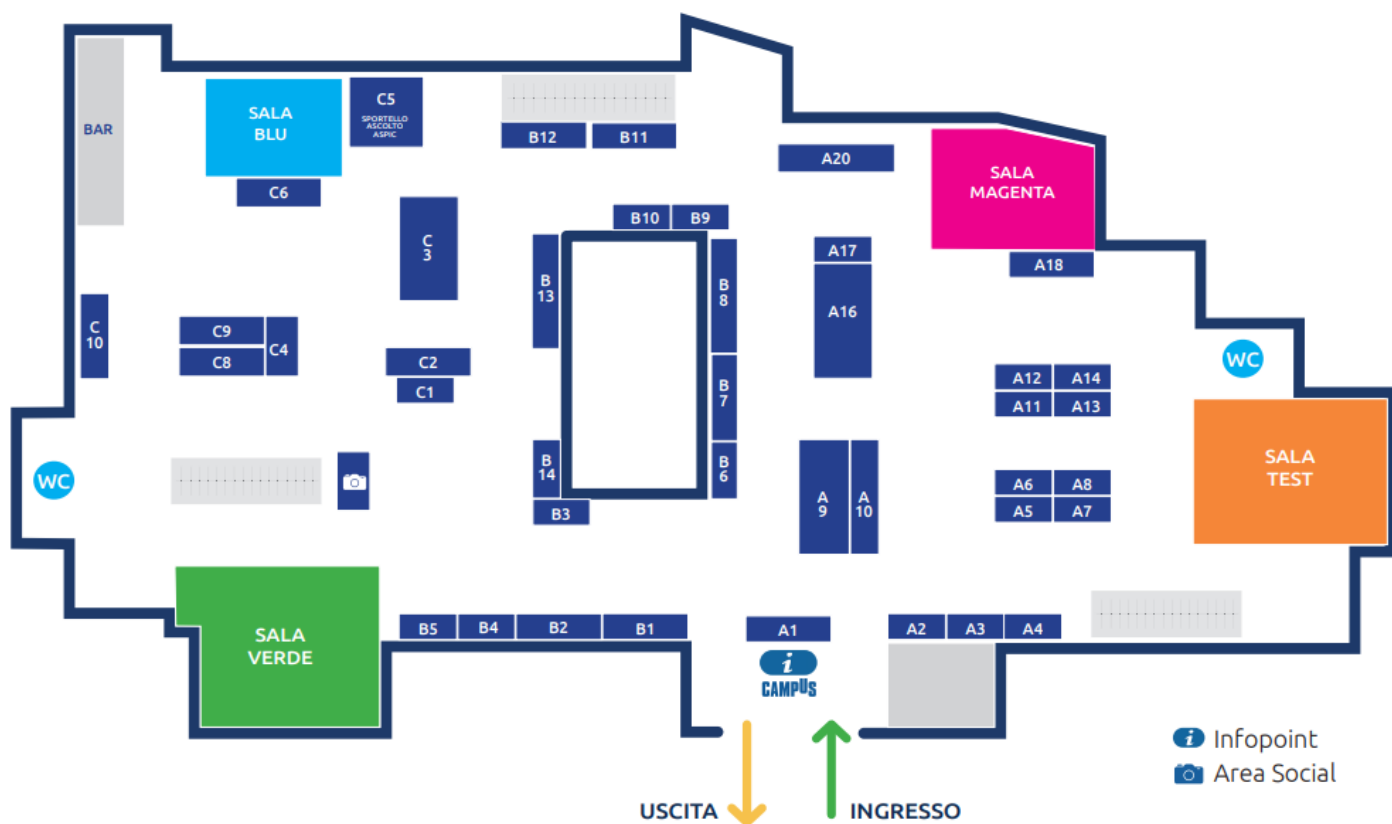 BAR
SALA
BLU
C5
SPORTELLO
ASCOLTO
ASPIC
C6
B12
B11
A20
SALA
MAGENTA
A18
C
3
B10
B9
B
13
B
8
A17
A16
C
10
C9
C8
C4
C2
C1
B
7
A12
A14
A11
A13
WC
WC
B
14
B
6
B3
A
9
A
10
A6
A8
A5
A7
SALA
TEST
SALA
VERDE
B5
B4
B2
B1
A1
A2
A3
A4
i
CAMPUS
i Infopoint
Area Social
USCITA
INGRESSO